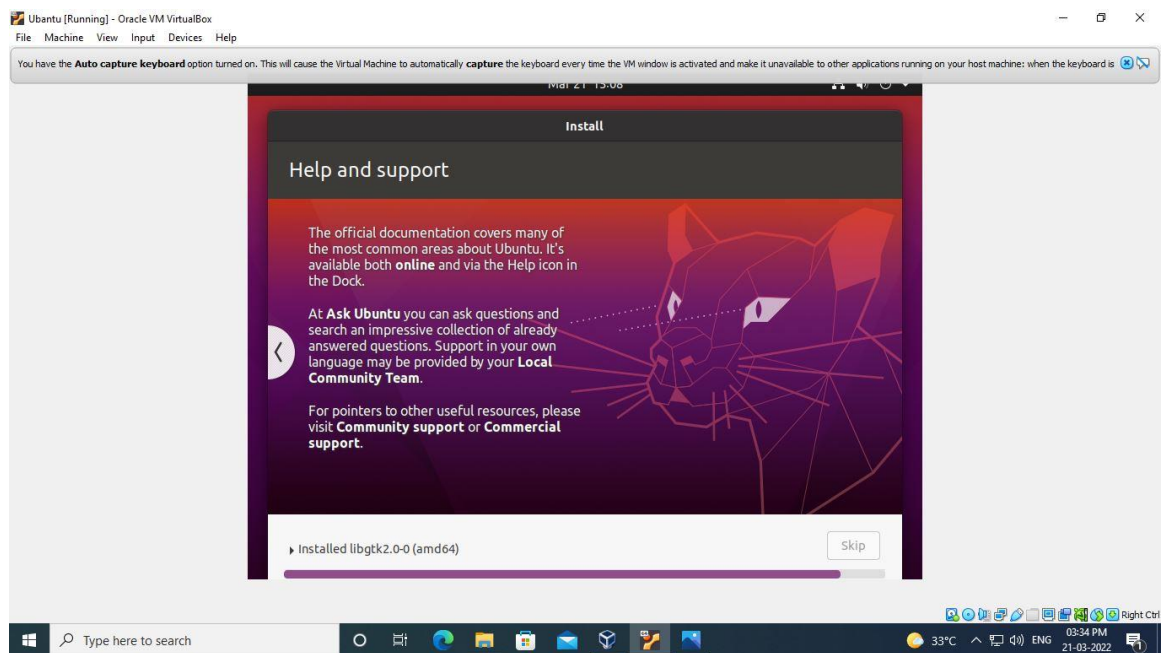 Ubantu [Running] - Oracle VM VirtualBox
File Machine View Input Devices Help
You have the Auto capture keyboard option turned on. This will cause the Virtual Machine to automatically capture the keyboard every time the VM window is activated and make it unavailable to other applications running on your host machine: when the keyboard is
Mar 21 15:08
Install
Help and support
The official documentation covers many of
the most common areas about Ubuntu. It's
available both online and via the Help icon in
the Dock.
At Ask Ubuntu you can ask questions and
search an impressive collection of already
answered questions. Support in your own
language may be provided by your Local
Community Team.
For pointers to other useful resources, please
visit Community support or Commercial
support.
Installed libgtk2.0-0 (amd64)
Skip
Right Ctrl
Type here to search
33°C
ENG
03:34 PM
21-03-2022
1